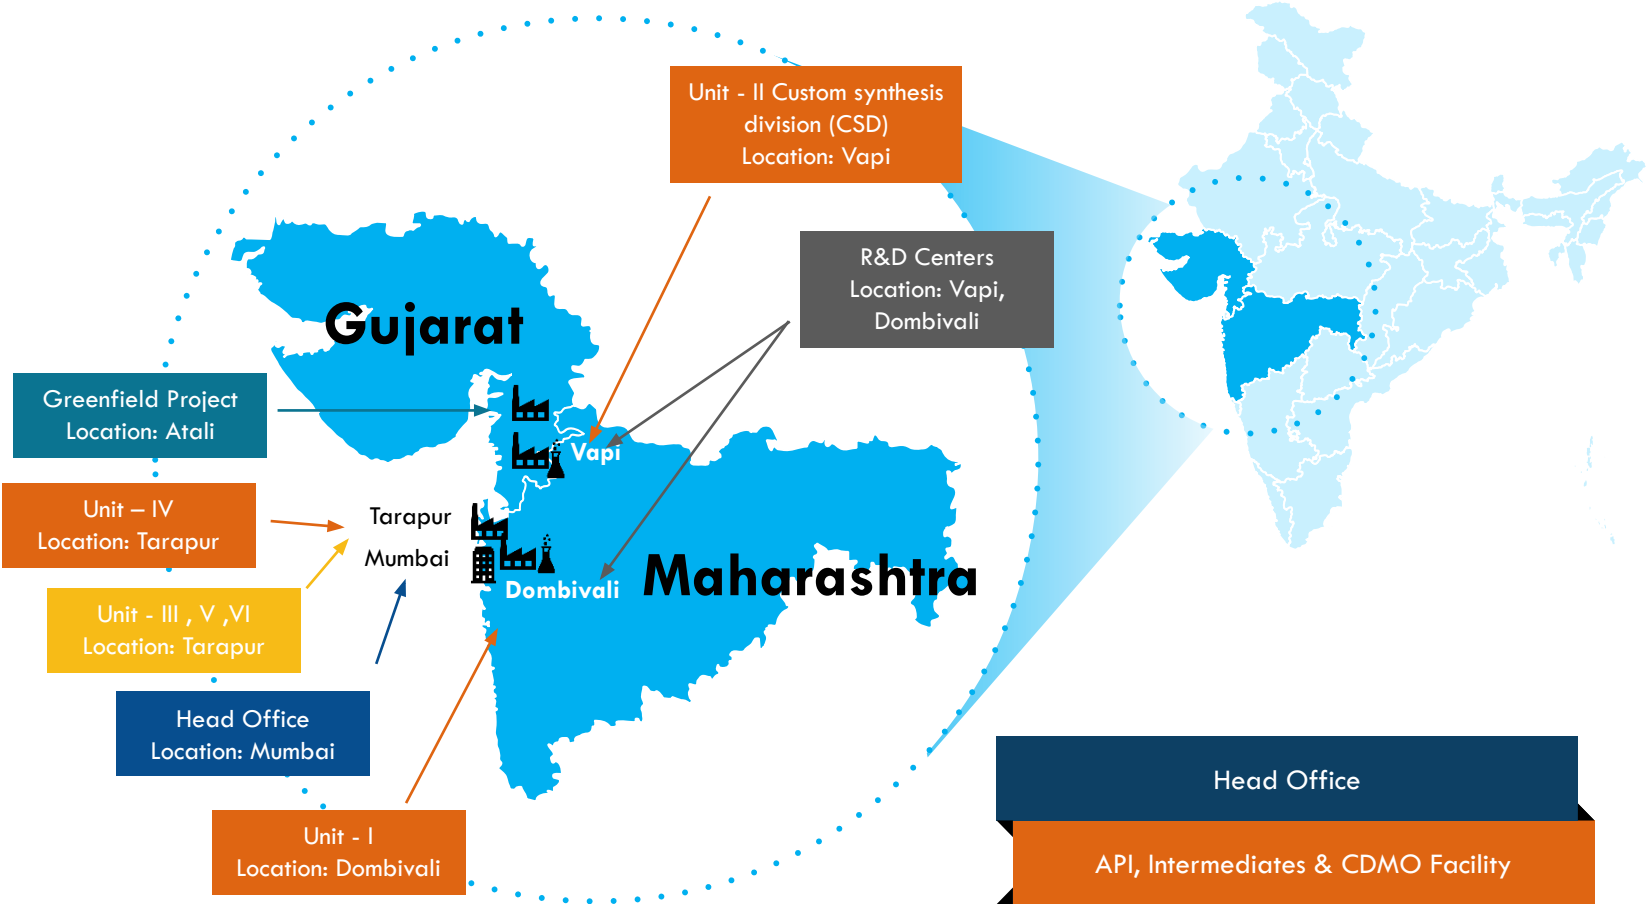 Unit - II Custom synthesis
division (CSD)
Location: Vapi
R&D Centers
Location: Vapi,
Dombivali
Gujarat
Greenfield Project
Location: Atali
Vapi
Unit – IV
Location: Tarapur
Tarapur
Mumbai
Dombivali
Maharashtra
Unit - III , V ,VI
Location: Tarapur
Head Office
Location: Mumbai
Unit - I
Location: Dombivali
Head Office
API, Intermediates & CDMO Facility